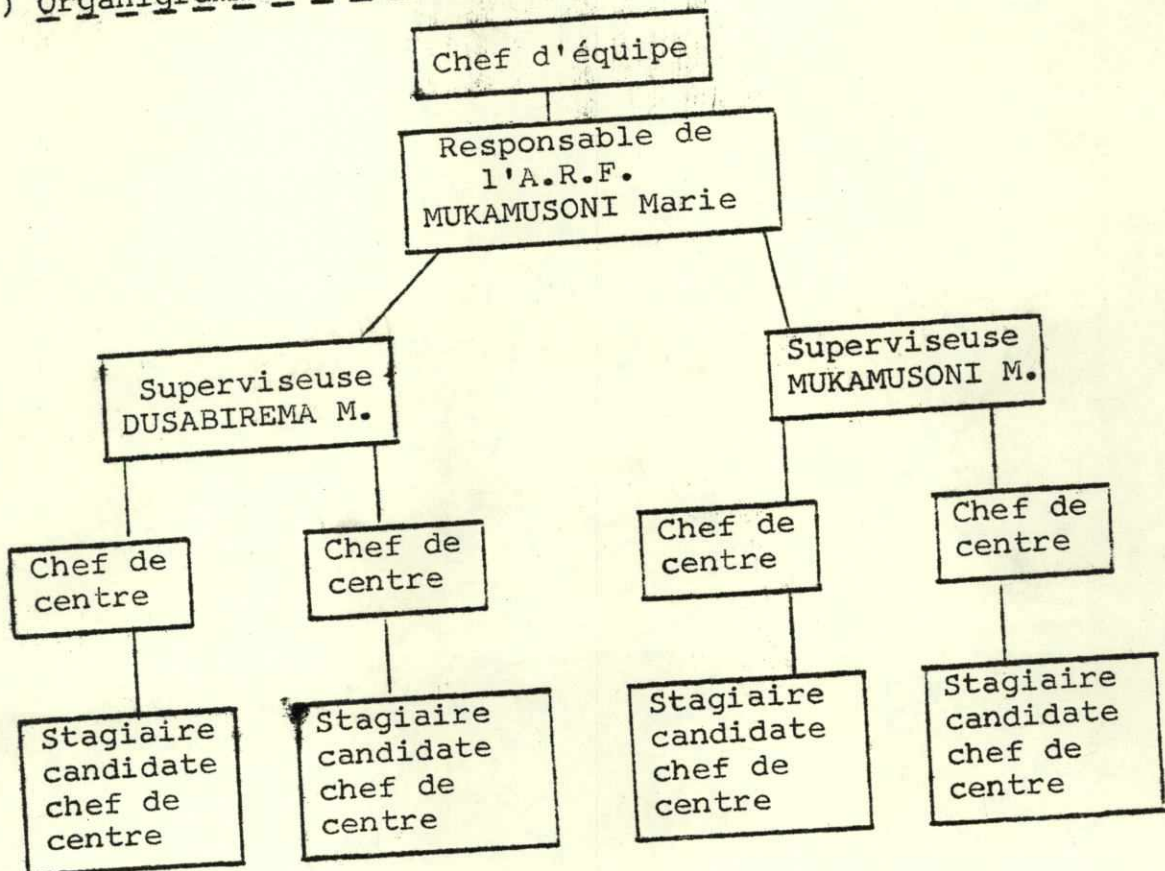 ) Organigramme
Chef d'équipe
Responsable de
l'A.R.F.
MUKAMUSONI Marie
Superviseuse
DUSABIREMA M.
Superviseuse
MUKAMUSONI M.
Chef de
centre
Chef de
centre
Chef de
centre
Chef de
centre
Stagiaire
candidate
chef de
centre
Stagiaire
candidate
chef de
centre
Stagiaire
candidate
chef de
centre
Stagiaire
candidate
chef de
centre